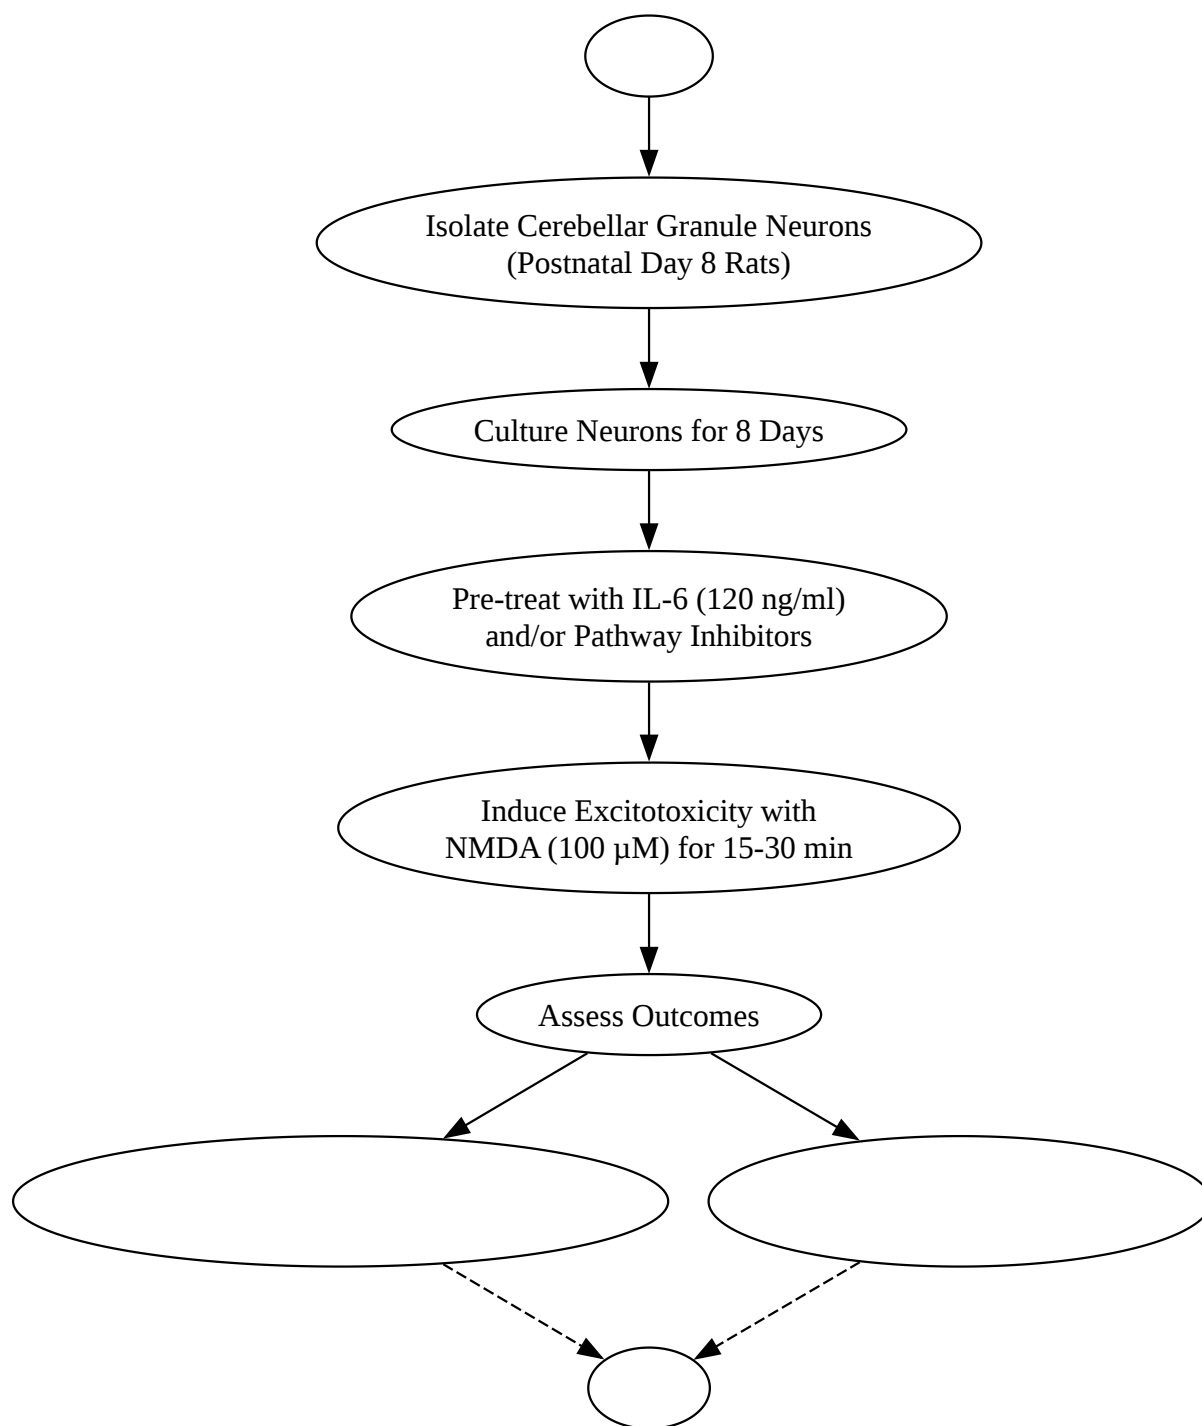 Isolate Cerebellar Granule Neurons
(Postnatal Day 8 Rats)
Culture Neurons for 8 Days
Pre-treat with IL-6 (120 ng/ml)
and/or Pathway Inhibitors
Induce Excitotoxicity with
NMDA (100 µM) for 15-30 min
Assess Outcomes